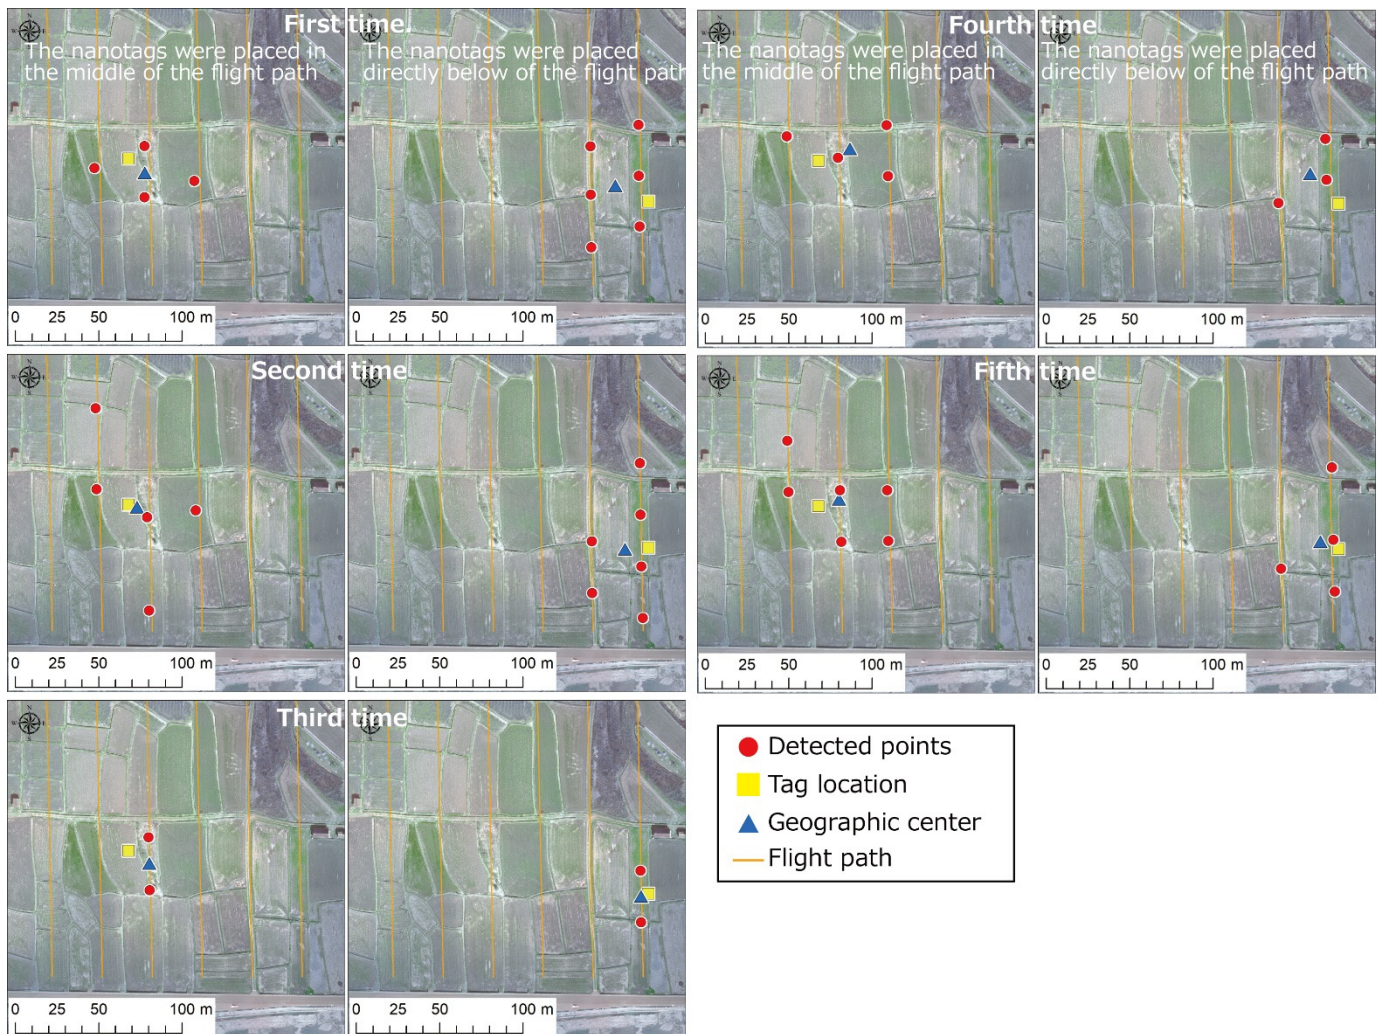 First time.
The nanotags were placed in
the middle of the flight path
The nanotags were placed
directly below of the flight path
0 25 50 100 m
0 25 50 100 m
Fourth time
The nanotags were placed in
the middle of the flight path
The nanotags were placed
directly below of the flight path
0 25 50 100 m
0 25 50 100 m
Second time
0 25 50 100 m
0 25 50 100 m
Fifth time
0 25 50 100 m
0 25 50 100 m
Third time
0 25 50 100 m
0 25 50 100 m
Detected points
Tag location
Geographic center
Flight path